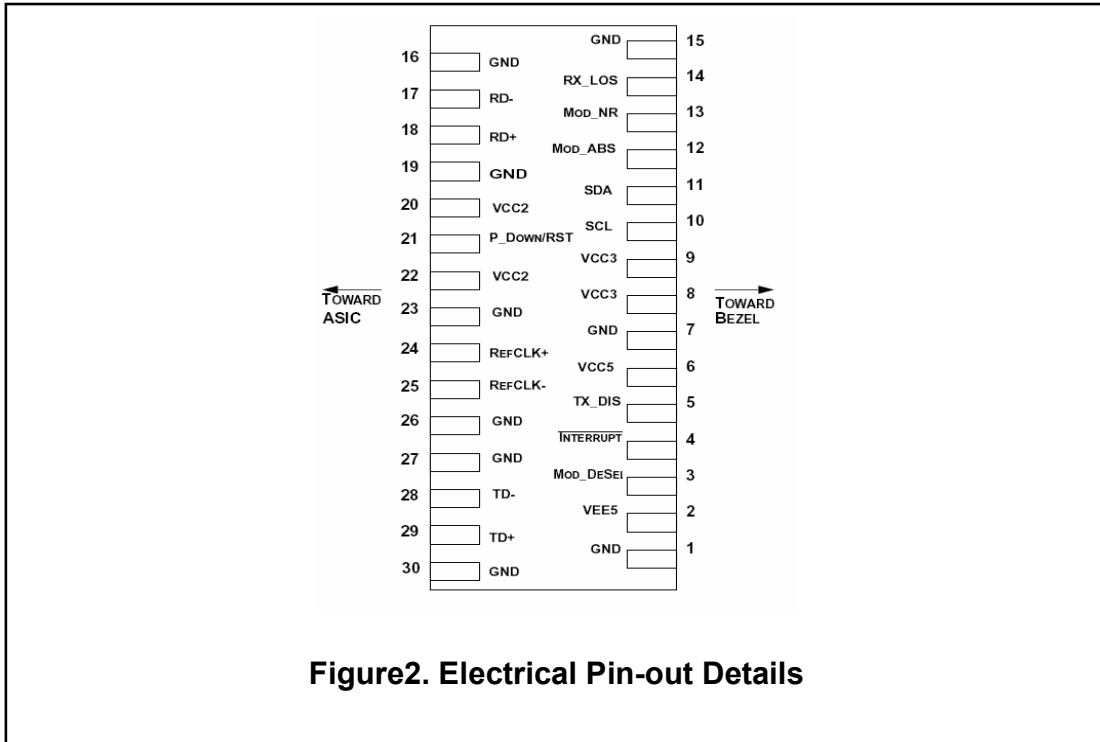 16 GND
17 RD-
18 RD+
19 GND
20 VCC2
21 P_DOWN/RST
22 VCC2
23 GND
24 REFCLK+
25 REFCLK-
26 GND
27 GND
28 TD-
29 TD+
30 GND
TOWARD
ASIC
GND 15
RX_LOS 14
MOD_NR 13
MOD_ABS 12
SDA 11
SCL 10
VCC3 9
VCC3 8
GND 7
VCC5 6
TX_DIS 5
INTERRUPT 4
MOD_DESEL 3
VEE5 2
GND 1
TOWARD
BEZEL
Figure2. Electrical Pin-out Details